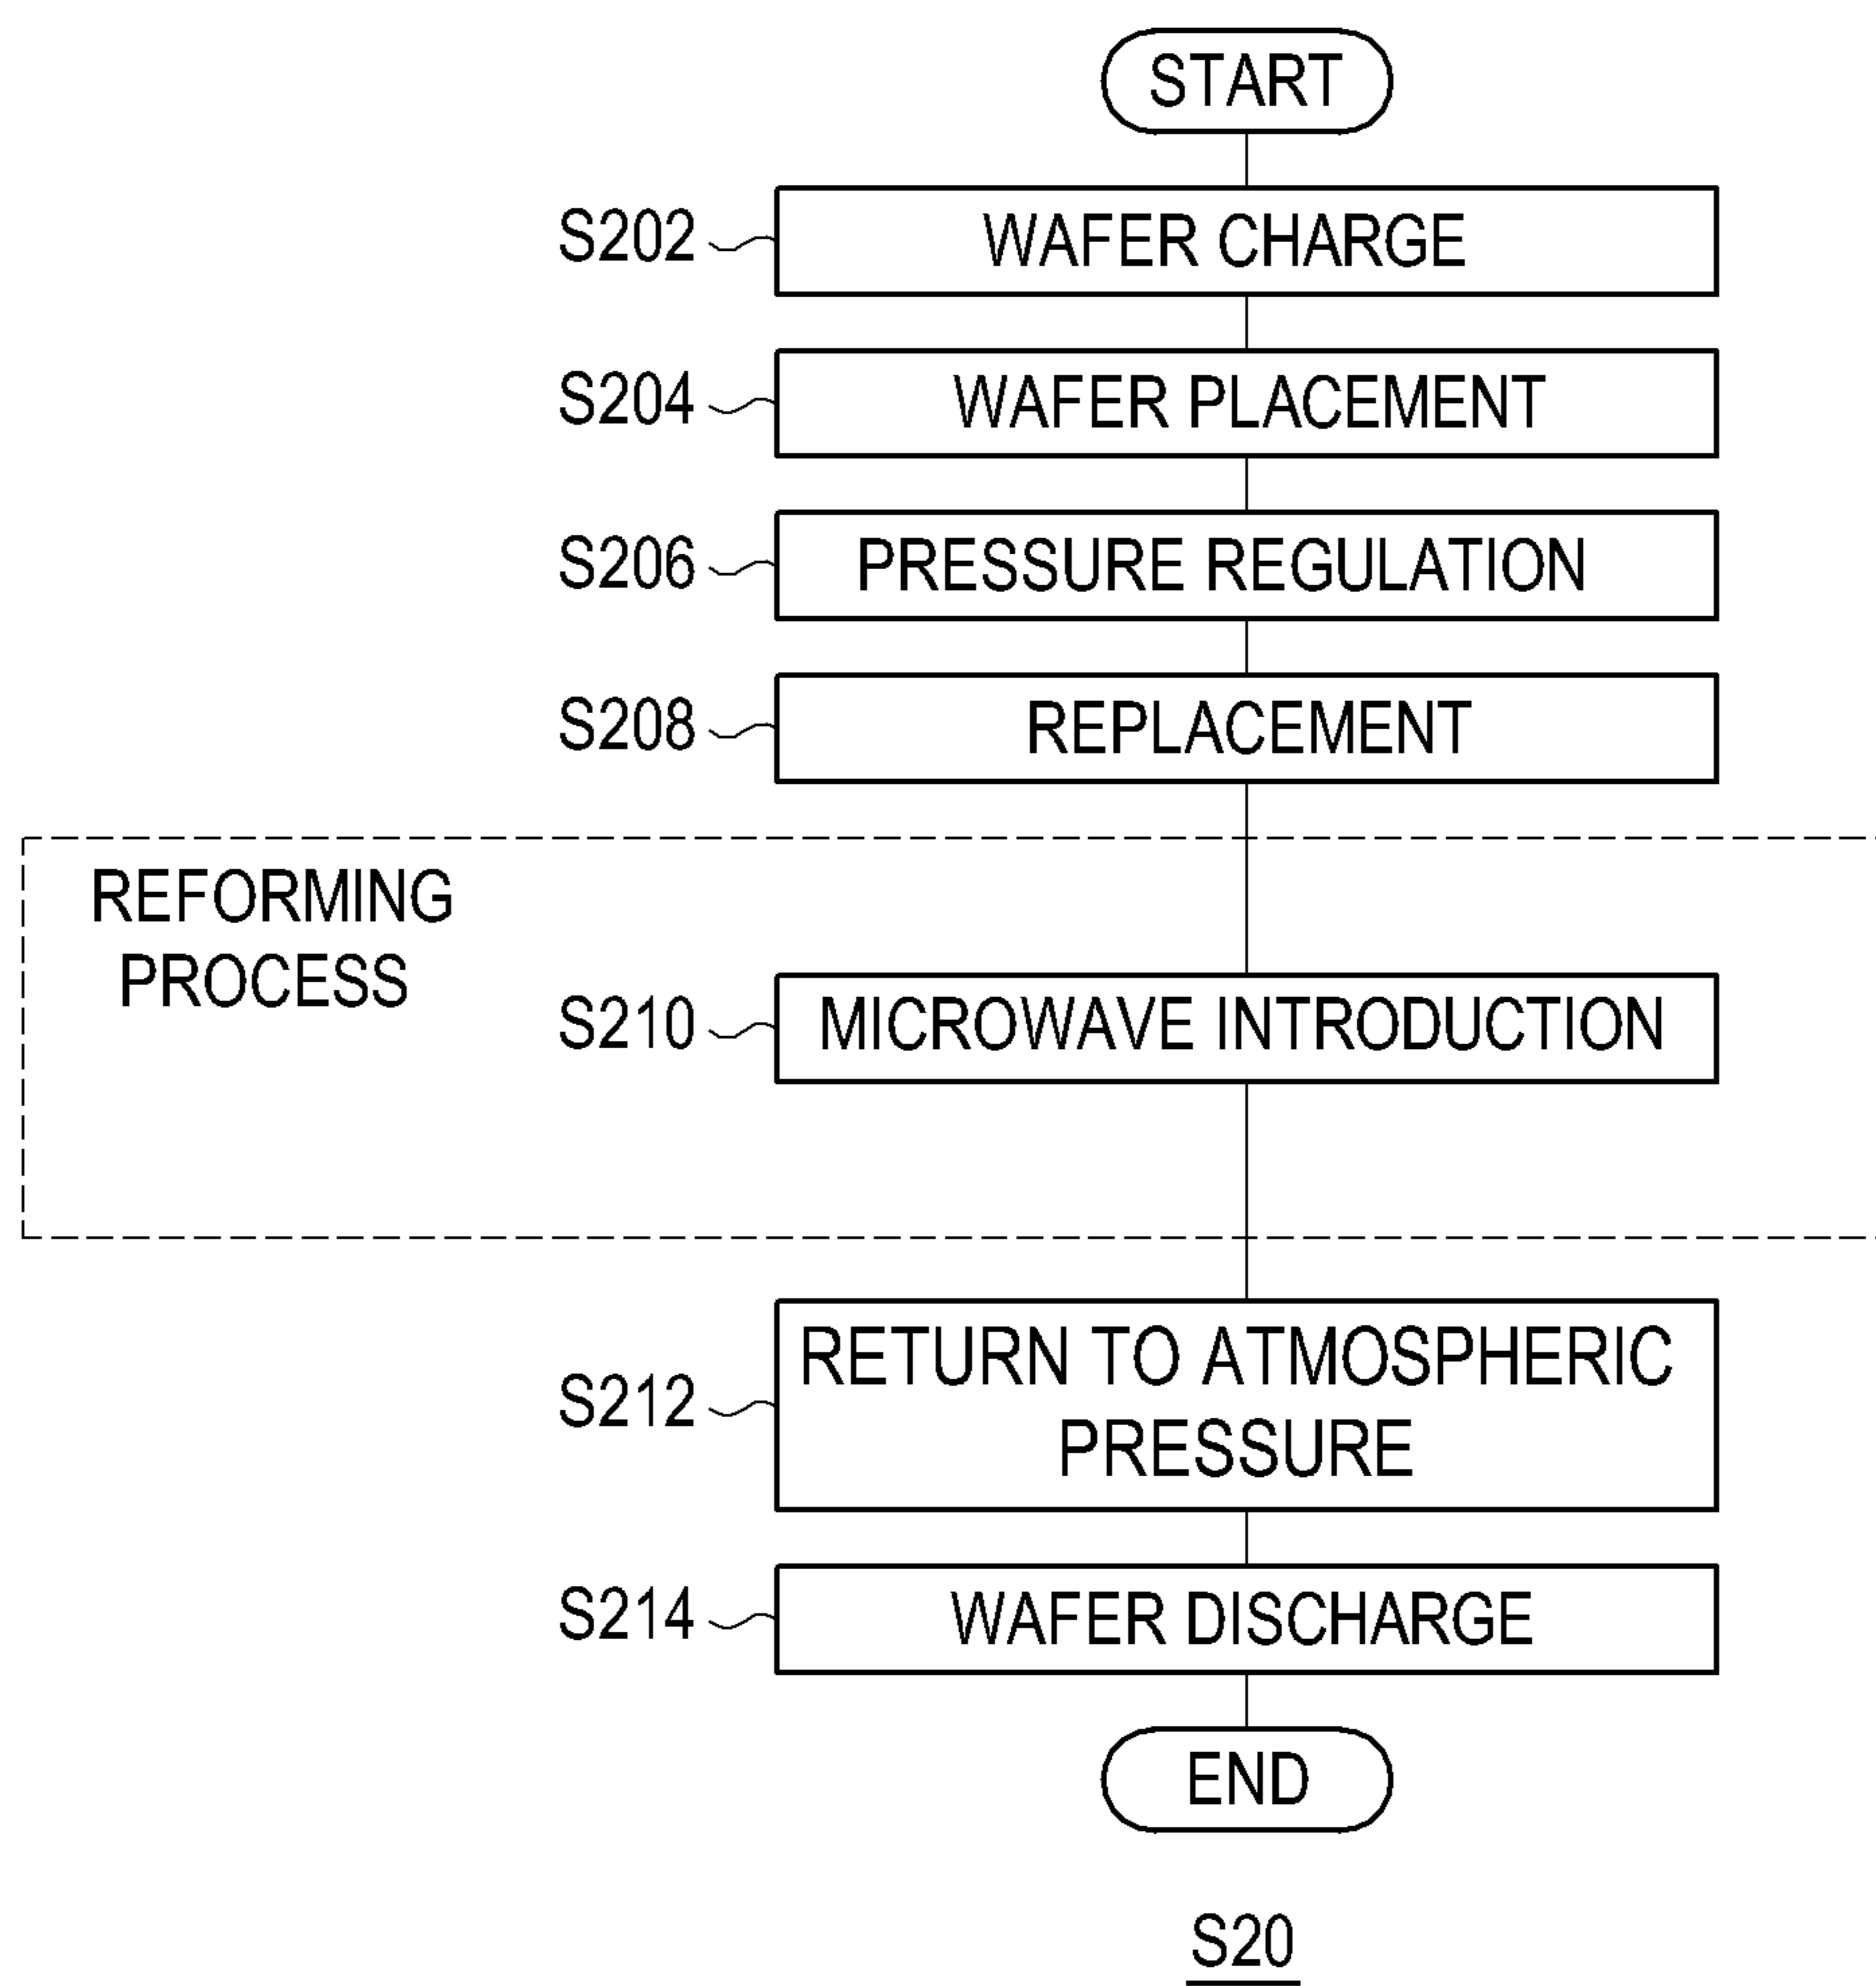 START
S202 WAFER CHARGE
S204 WAFER PLACEMENT
S206 PRESSURE REGULATION
S208 REPLACEMENT
REFORMING
PROCESS
S210 MICROWAVE INTRODUCTION
S212 RETURN TO ATMOSPHERIC
PRESSURE
S214 WAFER DISCHARGE
END
S20